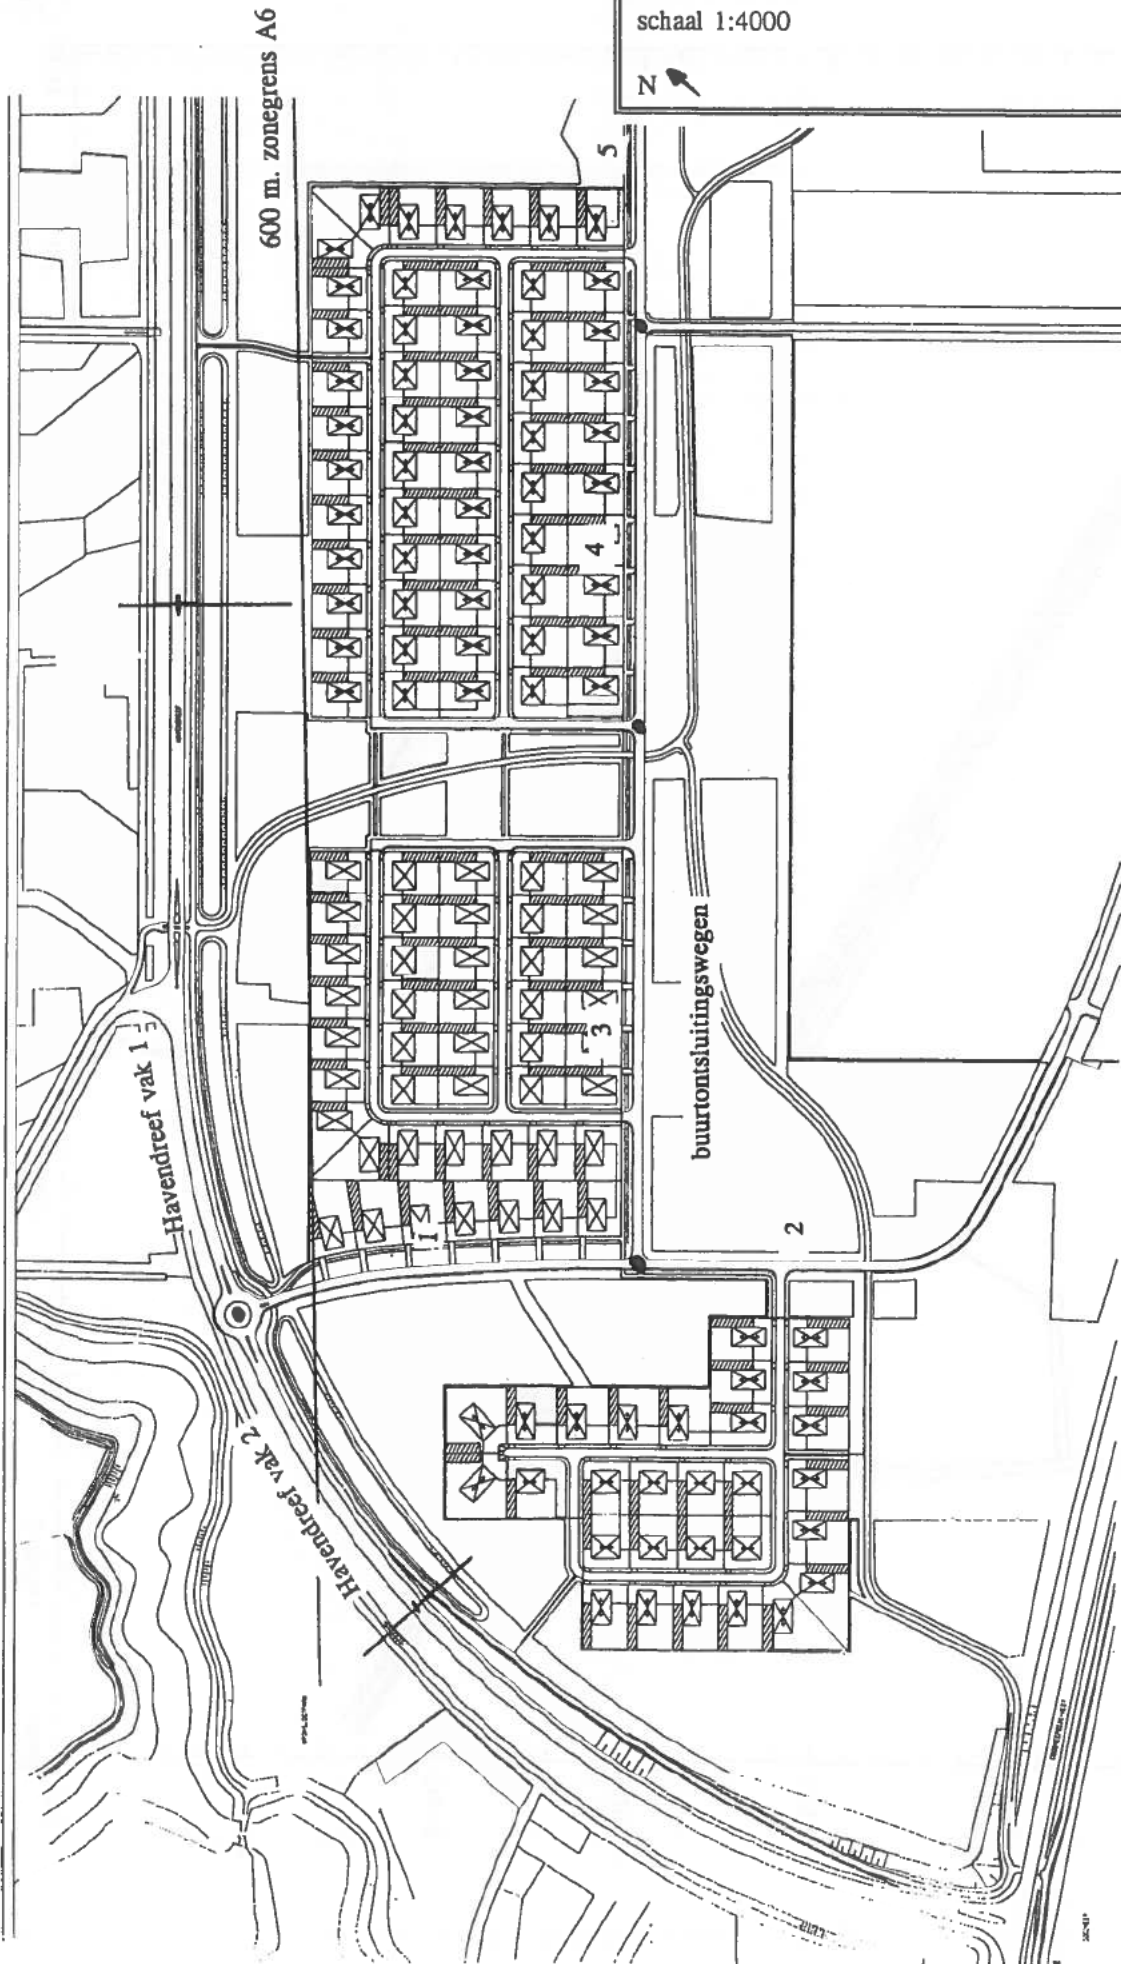 schaal 1:4000
N
600 m. zonegrens A6
5
4
3
buurtontsluitingswegen
Havendreef vak 1
1
2
Havendreef vak 2